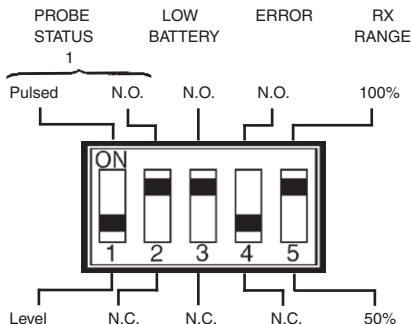 PROBE LOW ERROR RX
STATUS BATTERY RANGE
1
Pulsed N.O. N.O. N.O. 100%
ON
1 2 3 4 5
Level N.C. N.C. N.C. 50%